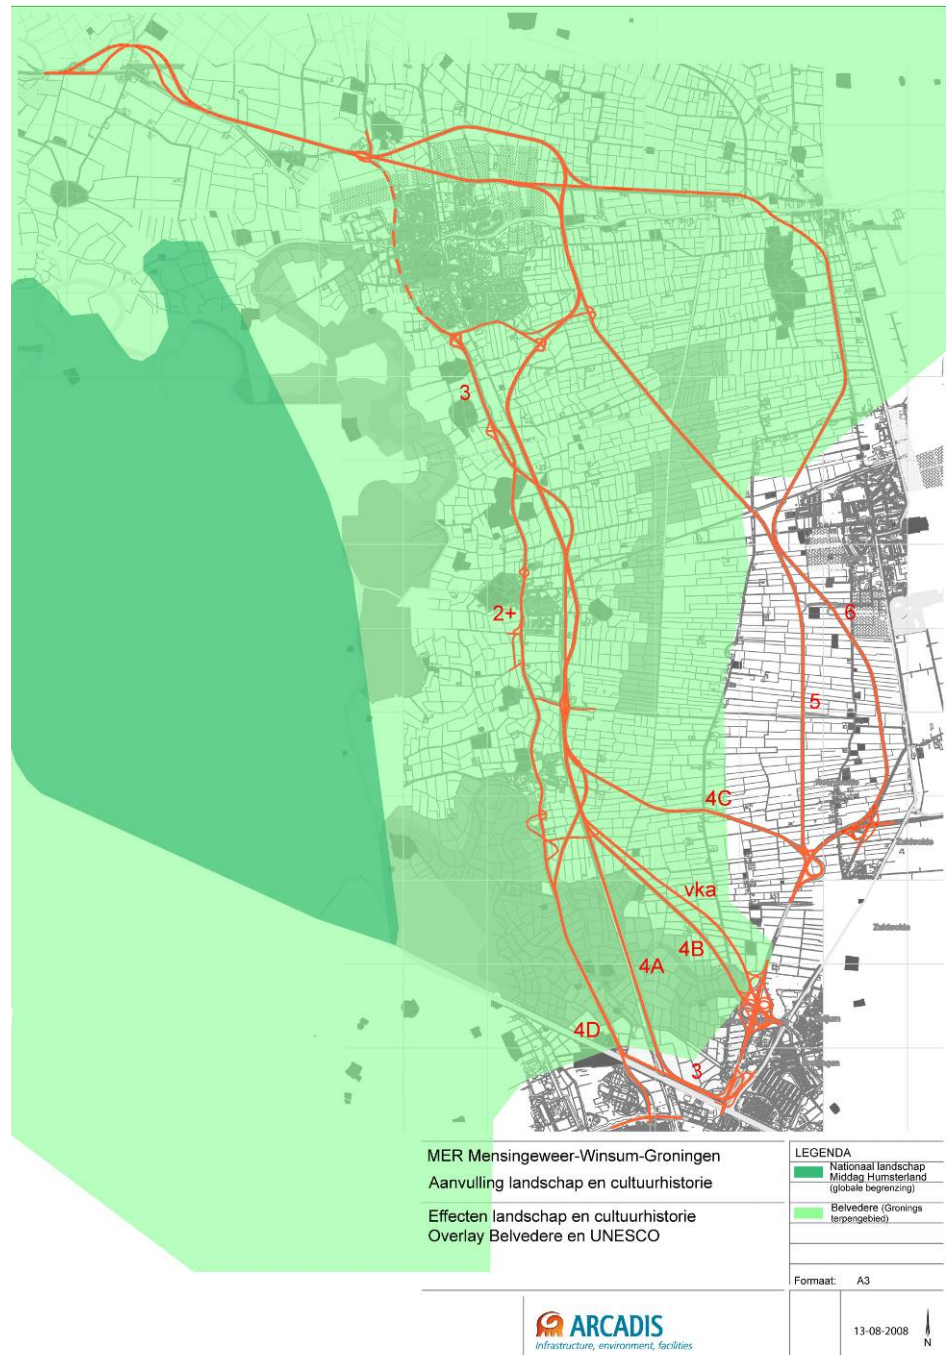 3
2+
6
5
4C
vka
4B
4A
4D
3
Zuidwolde
Zuidwolde
MER Mensingeweer-Winsum-Groningen
Aanvulling landschap en cultuurhistorie
Effecten landschap en cultuurhistorie
Overlay Belvedere en UNESCO
LEGENDA
Nationaal landschap
Middag Humsterland
(globale begrenzing)
Belvedere (Gronings
terpengebied)
Formaat: A3
ARCADIS
Infrastructure, environment, facilities
13-08-2008
N